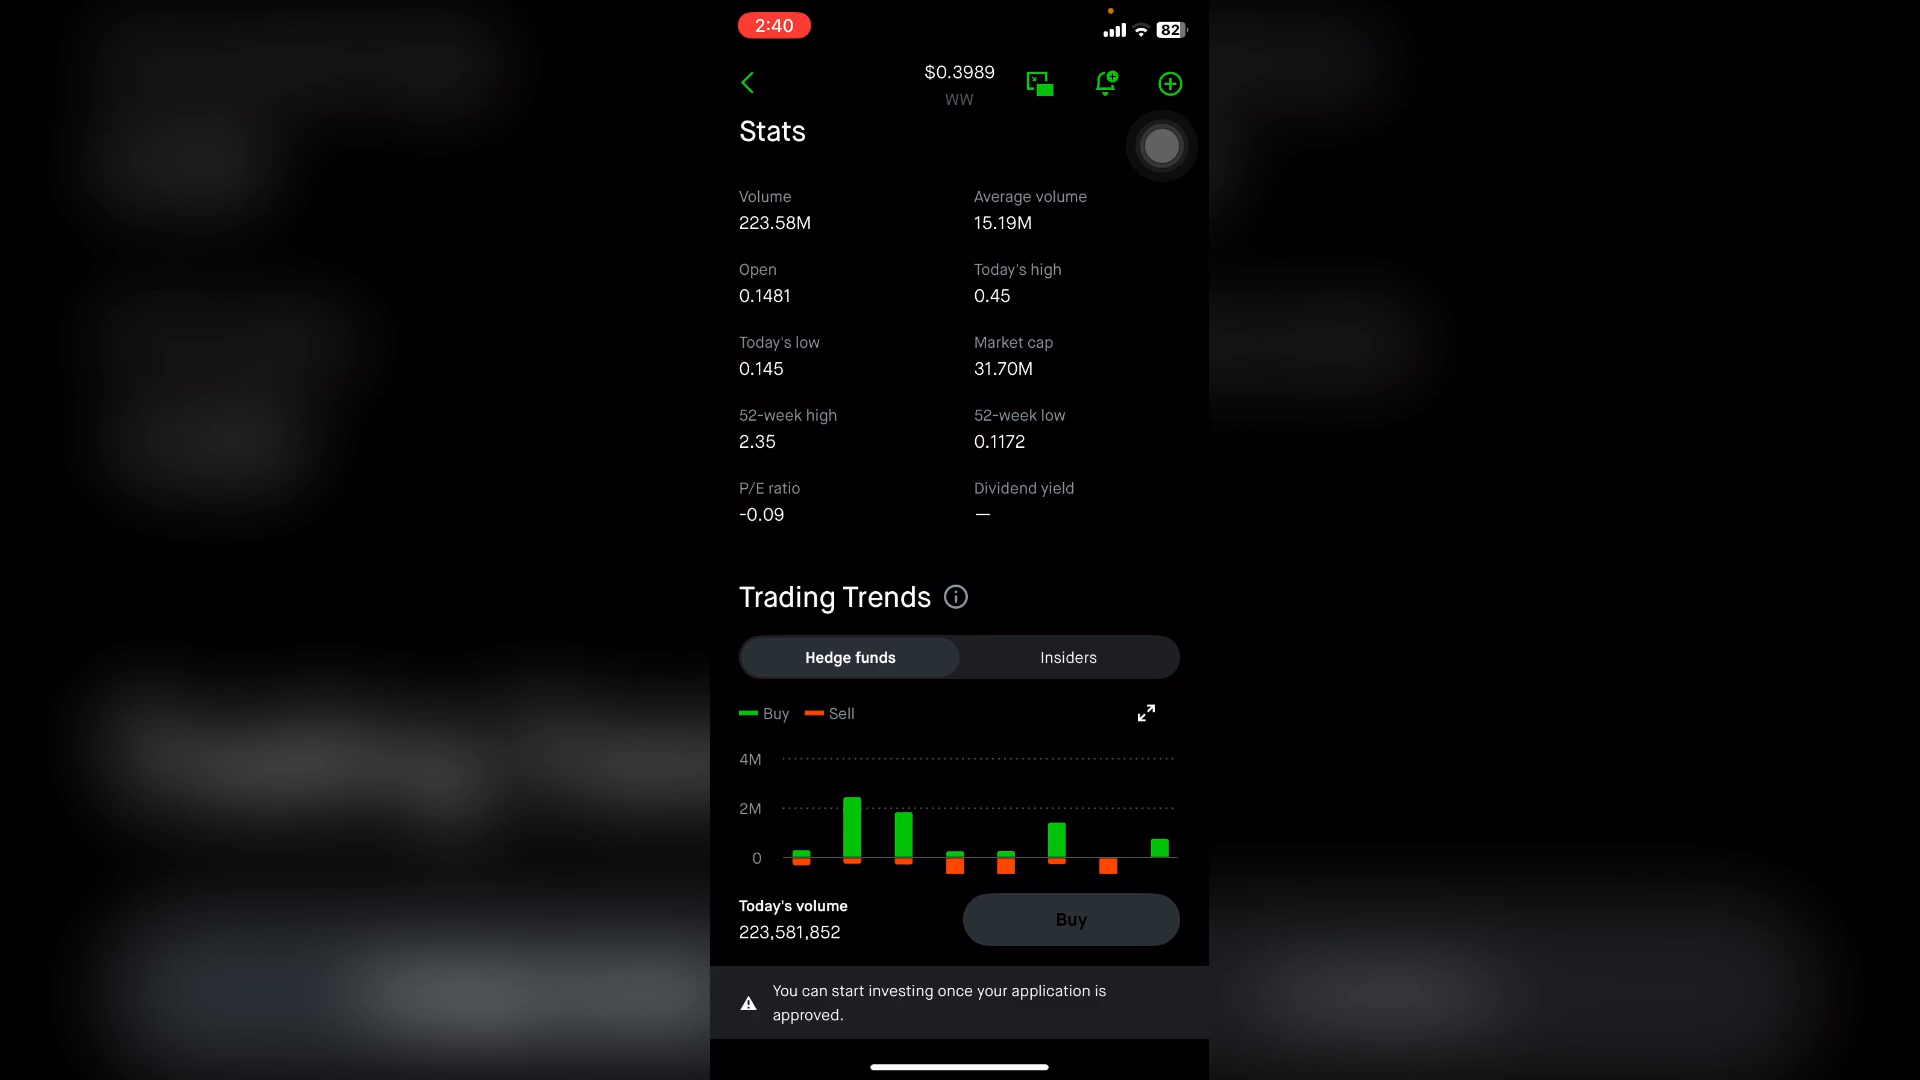 2:40
82
$0.3989
WW
Stats
Volume
Average volume
223.58M
15.19M
Open
Today's high
0.1481
0.45
Today's low
Market cap
0.145
31.70M
52-week high
52-week low
2.35
0.1172
P/E ratio
Dividend yield
-0.09
—
Trading Trends
Hedge funds
Insiders
Buy
Sell
4M
2M
0
Today's volume
223,581,852
Buy
You can start investing once your application is
approved.